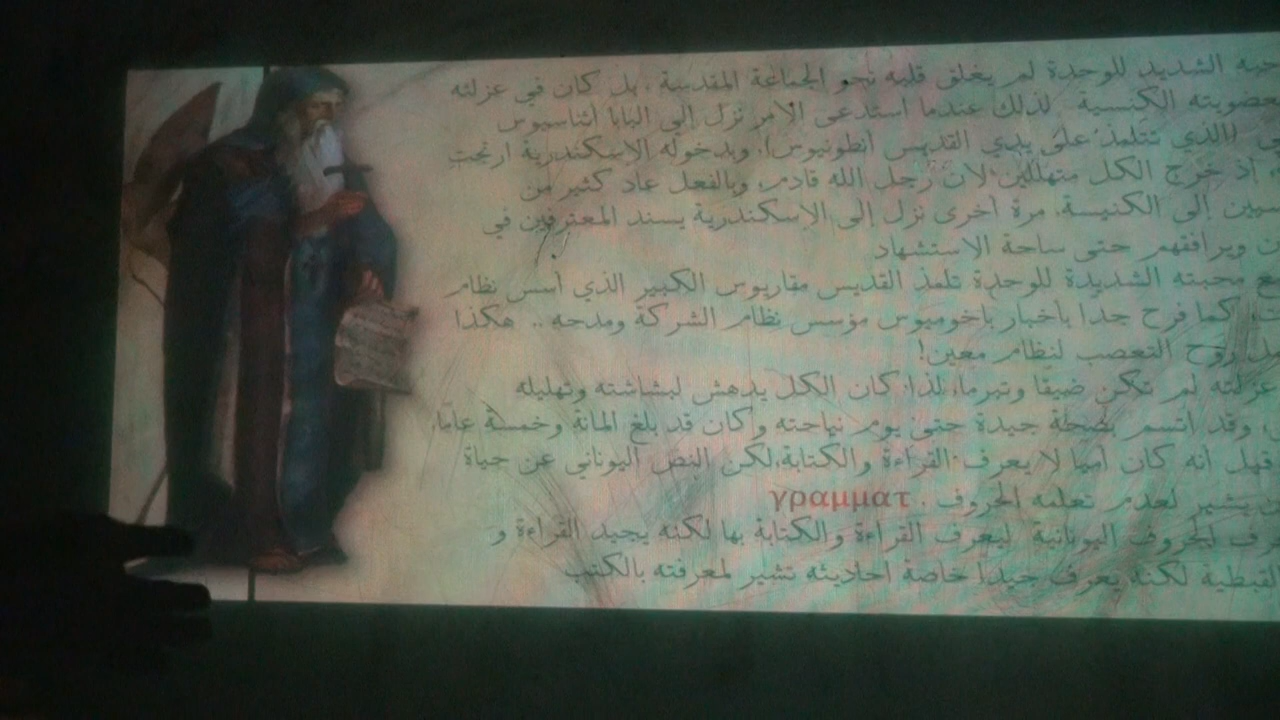 حبه الشديد للوحدة لم يغلق قلبه نحو الجماعة المقدسة ، بل كان في عزلته
عضويته الكنسية لذلك عندما استدعى الامر نزل إلى البابا أثناسيوس
(الذي تتلمذ على يدي القديس أنطونيوس)، وبدخوله الإسكندرية ارتجت
إذ خرج الكل متهللين لأن رجل الله قادم، وبالفعل عاد كثير من
إلى الكنيسة. مرة أخرى نزل إلى الإسكندرية يسند المعترفين في
ويرافقهم حتى ساحة الاستشهاد
محبته الشديدة للوحدة تلمذ القديس مقاريوس الكبير الذي أسس نظام
كما فرح جدا بأخبار باخوميوس مؤسس نظام الشركة ومدحه .. هكذا
روح التعصب لنظام معين!
عزلته لم تكن ضيقا وتبرما، لذا كان الكل يدهش لبشاشته وتهليله
وقد اتسم بصحة جيدة حتى يوم نياحته وكان قد بلغ المائة وخمسة عاما.
قيل أنه كان أميا لا يعرف القراءة والكتابة،لكن النص اليوناني عن حياة
يشير لعدم تعلمه الحروف . γραμματ
الحروف اليونانية ليعرف القراءة والكتابة بها لكنه يجيد القراءة و
القبطية لكنه يعرف جيدا خاصة أحاديثه تشير لمعرفته بالكتب